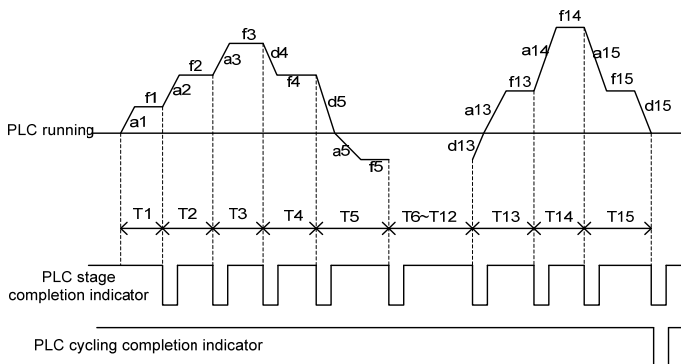 f14
f3
a14
a15
f2
a3
d4
f1
a2
f4
f13
f15
a1
d5
a13
d15
PLC running
a5
f5
d13
T1 T2 T3 T4 T5 T6~T12 T13 T14 T15
PLC stage
completion indicator
PLC cycling completion indicator